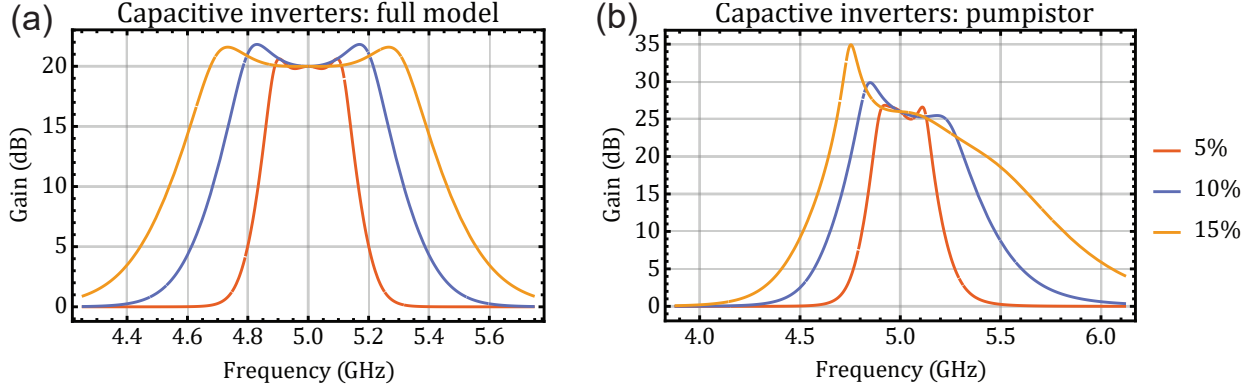 (a) Capacitive inverters: full model
20
15
10
5
0
Gain (dB)
4.4 4.6 4.8 5.0 5.2 5.4 5.6
Frequency (GHz)
(b) Capactive inverters: pumpistor
35
30
25
20
15
10
5
0
Gain (dB)
4.0 4.5 5.0 5.5 6.0
Frequency (GHz)
5%
10%
15%